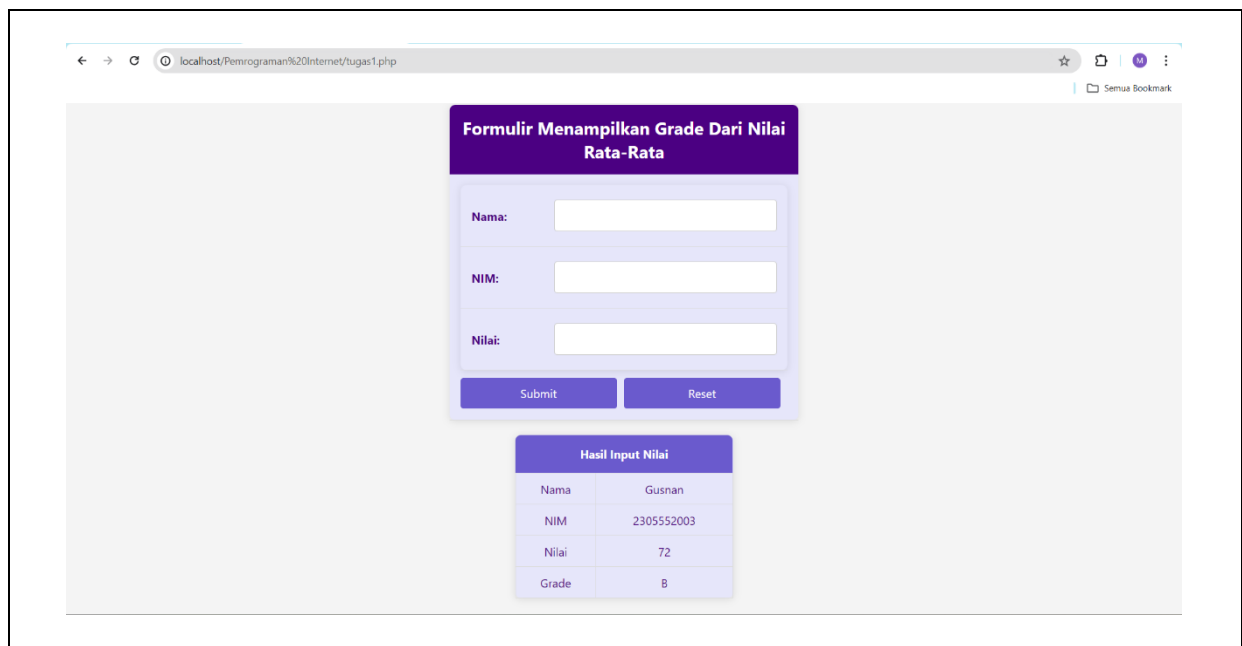 localhost/Pemrograman%20Internet/tugas1.php
M
Semua Bookmark
Formulir Menampilkan Grade Dari Nilai
Rata-Rata
Nama:
NIM:
Nilai:
Submit Reset
Hasil Input Nilai
Nama Gusnan
NIM 2305552003
Nilai 72
Grade B